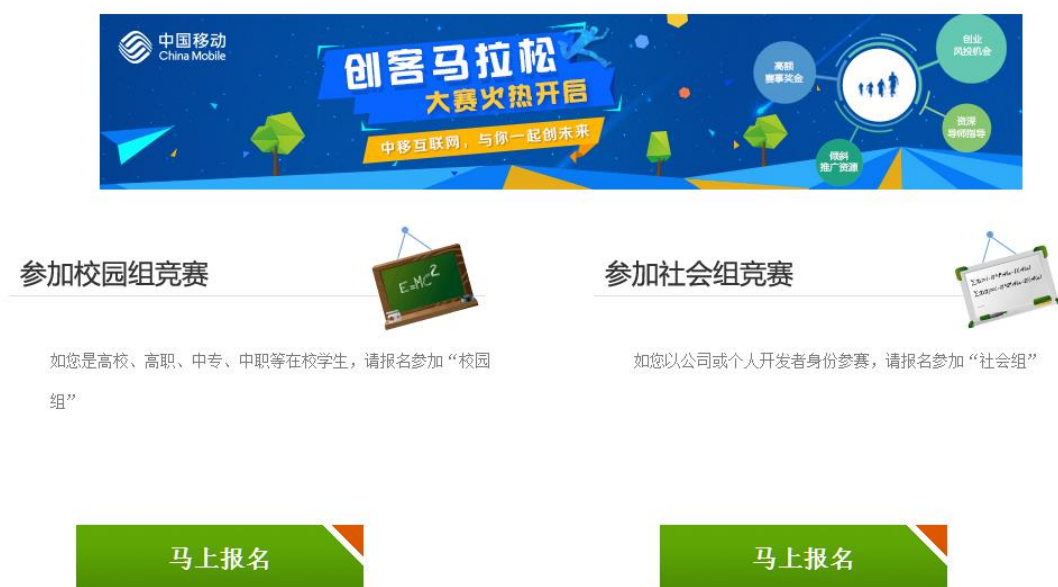 中国移动
China Mobile
创客马拉松
大赛火热开启
中移互联网，与你一起创未来
高额
赛事奖金
创业
风投机会
资深
导师指导
倾斜
推广资源
参加校园组竞赛
E=MC2
如您是高校、高职、中专、中职等在校学生，请报名参加“校园
组”
马上报名
参加社会组竞赛
如您以公司或个人开发者身份参赛，请报名参加“社会组”
马上报名